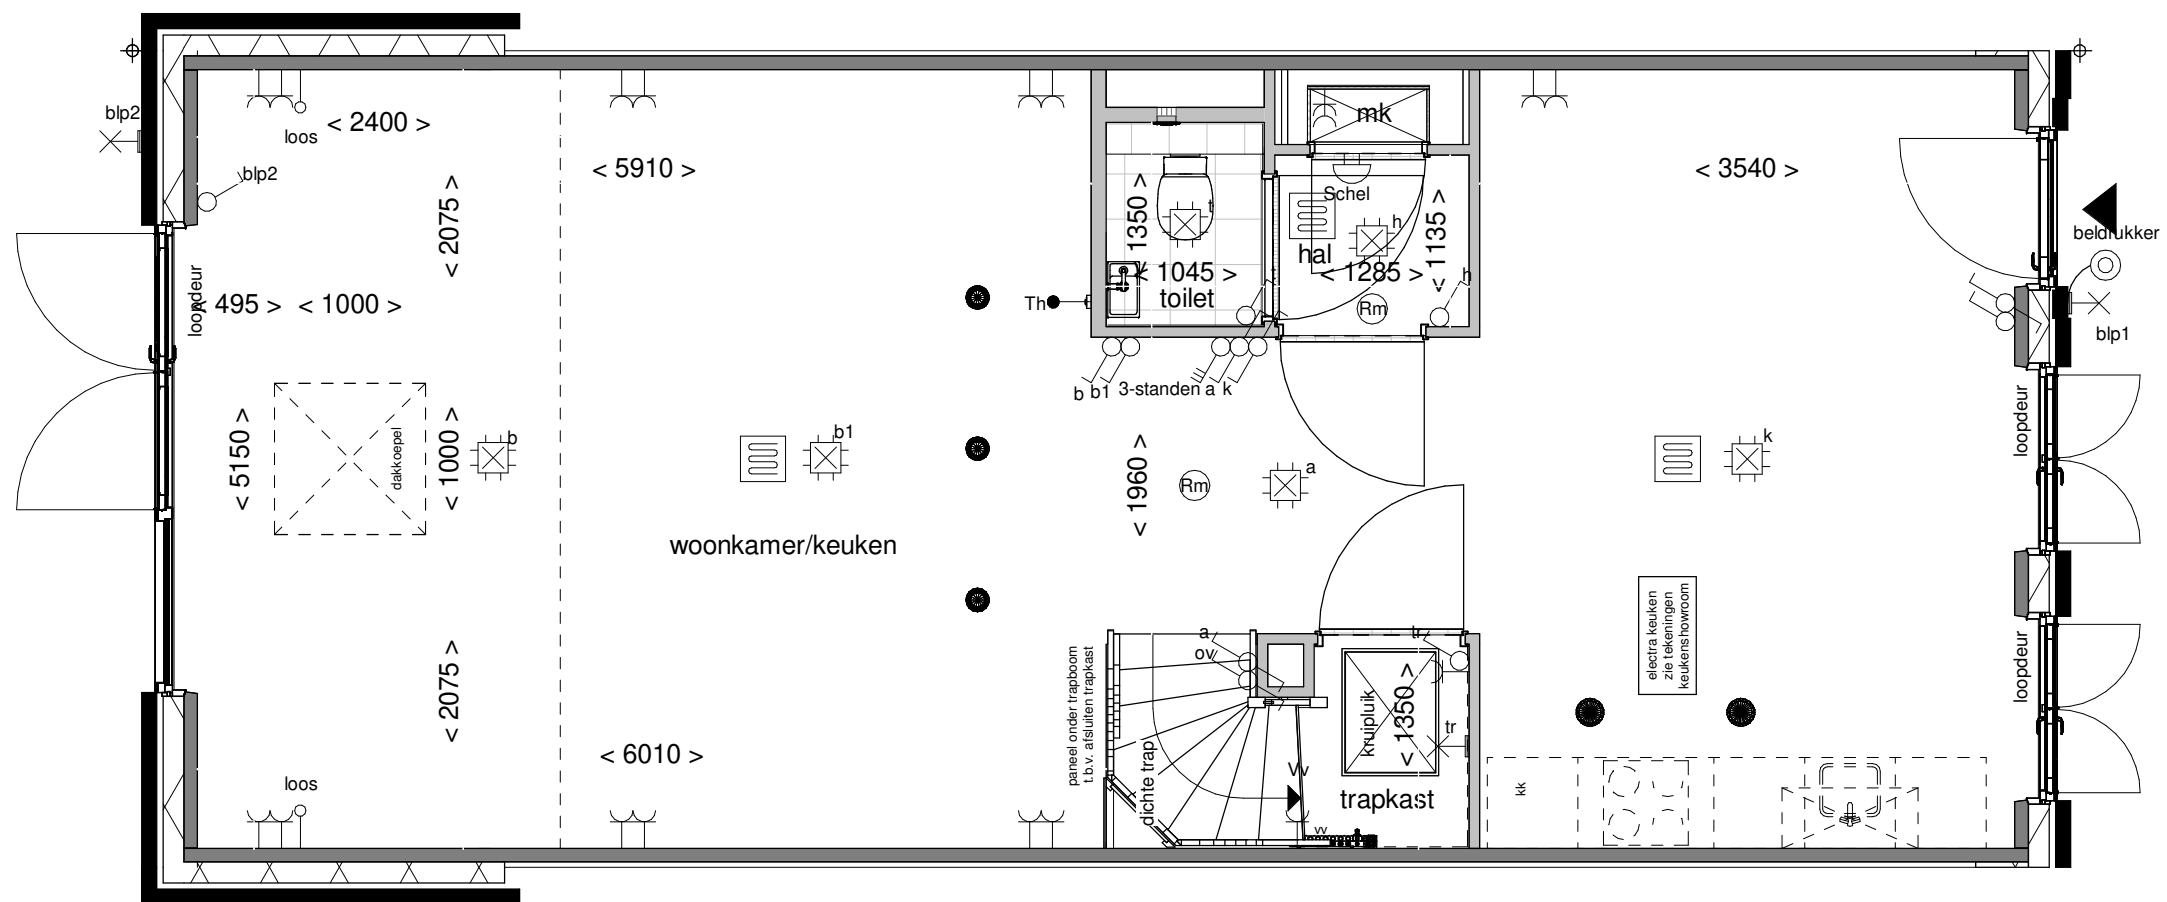 blp2
loos
< 2400 >
blp2
< 2075 >
< 5910 >
loopdeur
< 495 >
< 1000 >
< 5150 >
dakkoepel
< 1000 >
b
b1
woonkamer/keuken
< 2075 >
< 6010 >
loos
mk
Schel
t
h
< 1350 >
< 1135 >
hal
< 1045 >
< 1285 >
toilet
t
h
Th
Rm
b b1 3-standen a k
< 1960 >
Rm
a
a
ov
tr
paneel onder trapboom
t.b.v. afsluiten trapkast
dichte trap
kruipluik
< 1350 >
tr
Vv
trapkast
vv
< 3540 >
beldrukker
blp1
loopdeur
k
electra keuken
zie tekeningen
keukenshowroom
loopdeur
kk